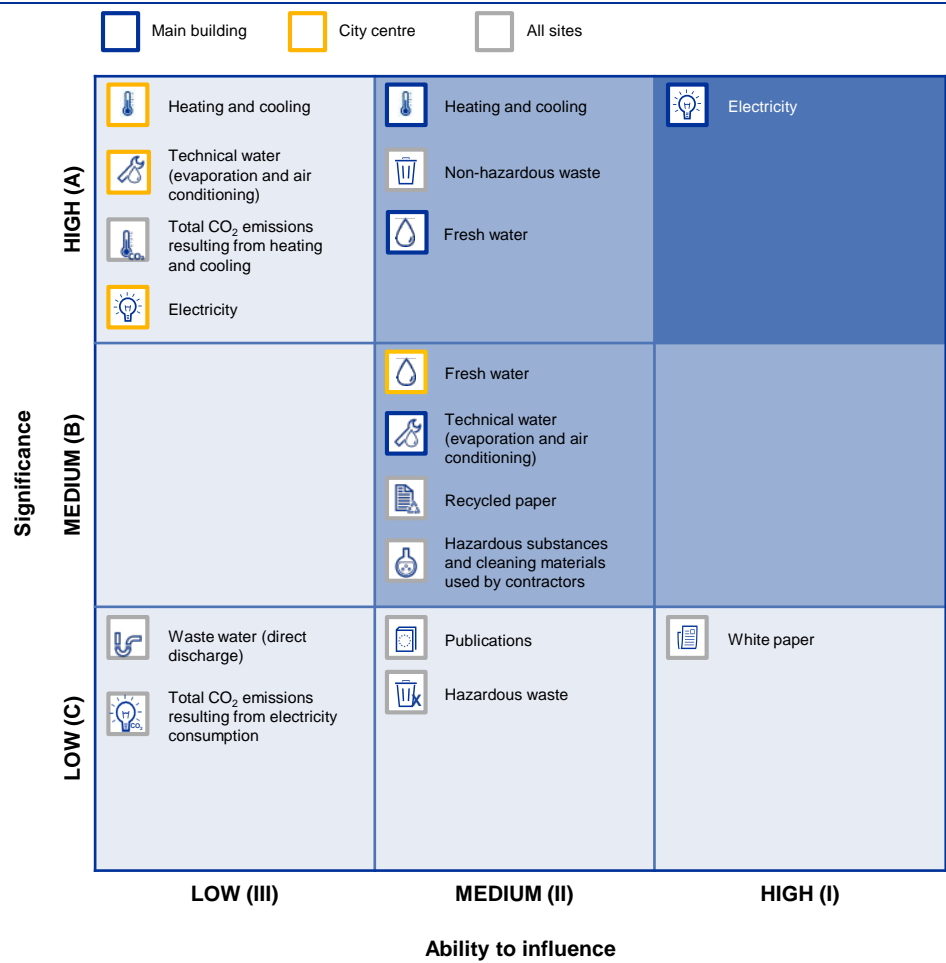 Main building
City centre
All sites
Significance
HIGH (A)
Heating and cooling
Technical water
(evaporation and air
conditioning)
Total CO₂ emissions
resulting from heating
and cooling
CO₂
Electricity
Heating and cooling
Non-hazardous waste
Fresh water
Electricity
MEDIUM (B)
Fresh water
Technical water
(evaporation and air
conditioning)
Recycled paper
Hazardous substances
and cleaning materials
used by contractors
LOW (C)
Waste water (direct
discharge)
Total CO₂ emissions
resulting from electricity
consumption
CO₂
Publications
Hazardous waste
White paper
LOW (III)
MEDIUM (II)
HIGH (I)
Ability to influence